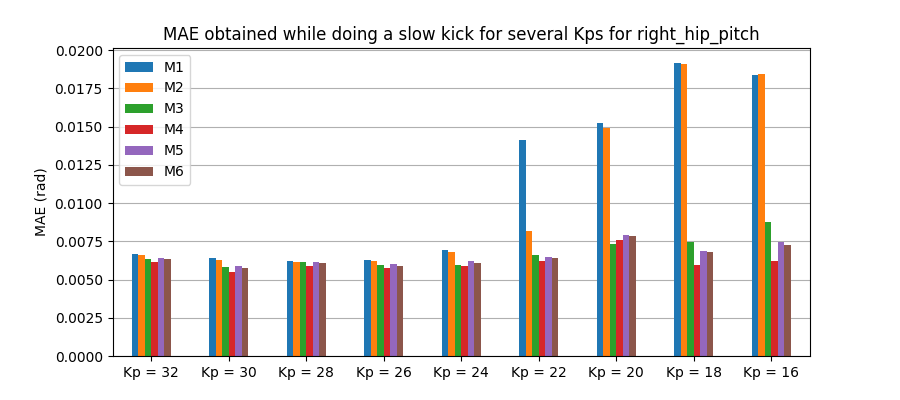 MAE obtained while doing a slow kick for several Kps for right_hip_pitch
MAE (rad)
0.0200
0.0175
0.0150
0.0125
0.0100
0.0075
0.0050
0.0025
0.0000
M1
M2
M3
M4
M5
M6
Kp = 32 Kp = 30 Kp = 28 Kp = 26 Kp = 24 Kp = 22 Kp = 20 Kp = 18 Kp = 16